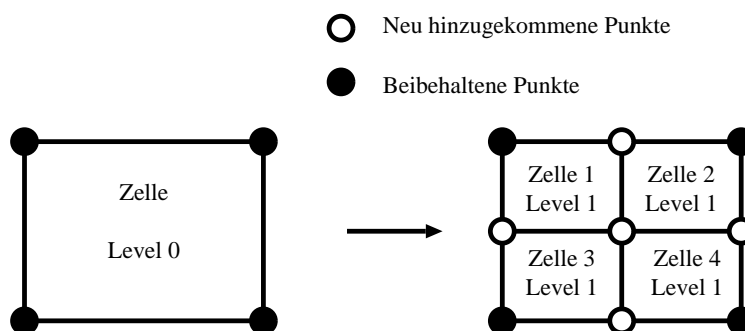 Neu hinzugekommene Punkte
Beibehaltene Punkte
Zelle
Level 0
Zelle 1
Level 1
Zelle 2
Level 1
Zelle 3
Level 1
Zelle 4
Level 1